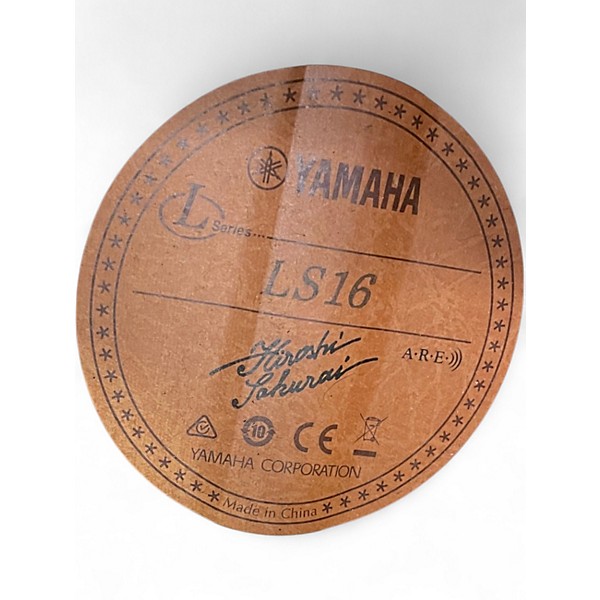 YAMAHA
L Series......
LS16
Hiroshi
Sakurai
A·R·E
10 CE
YAMAHA CORPORATION
Made in China